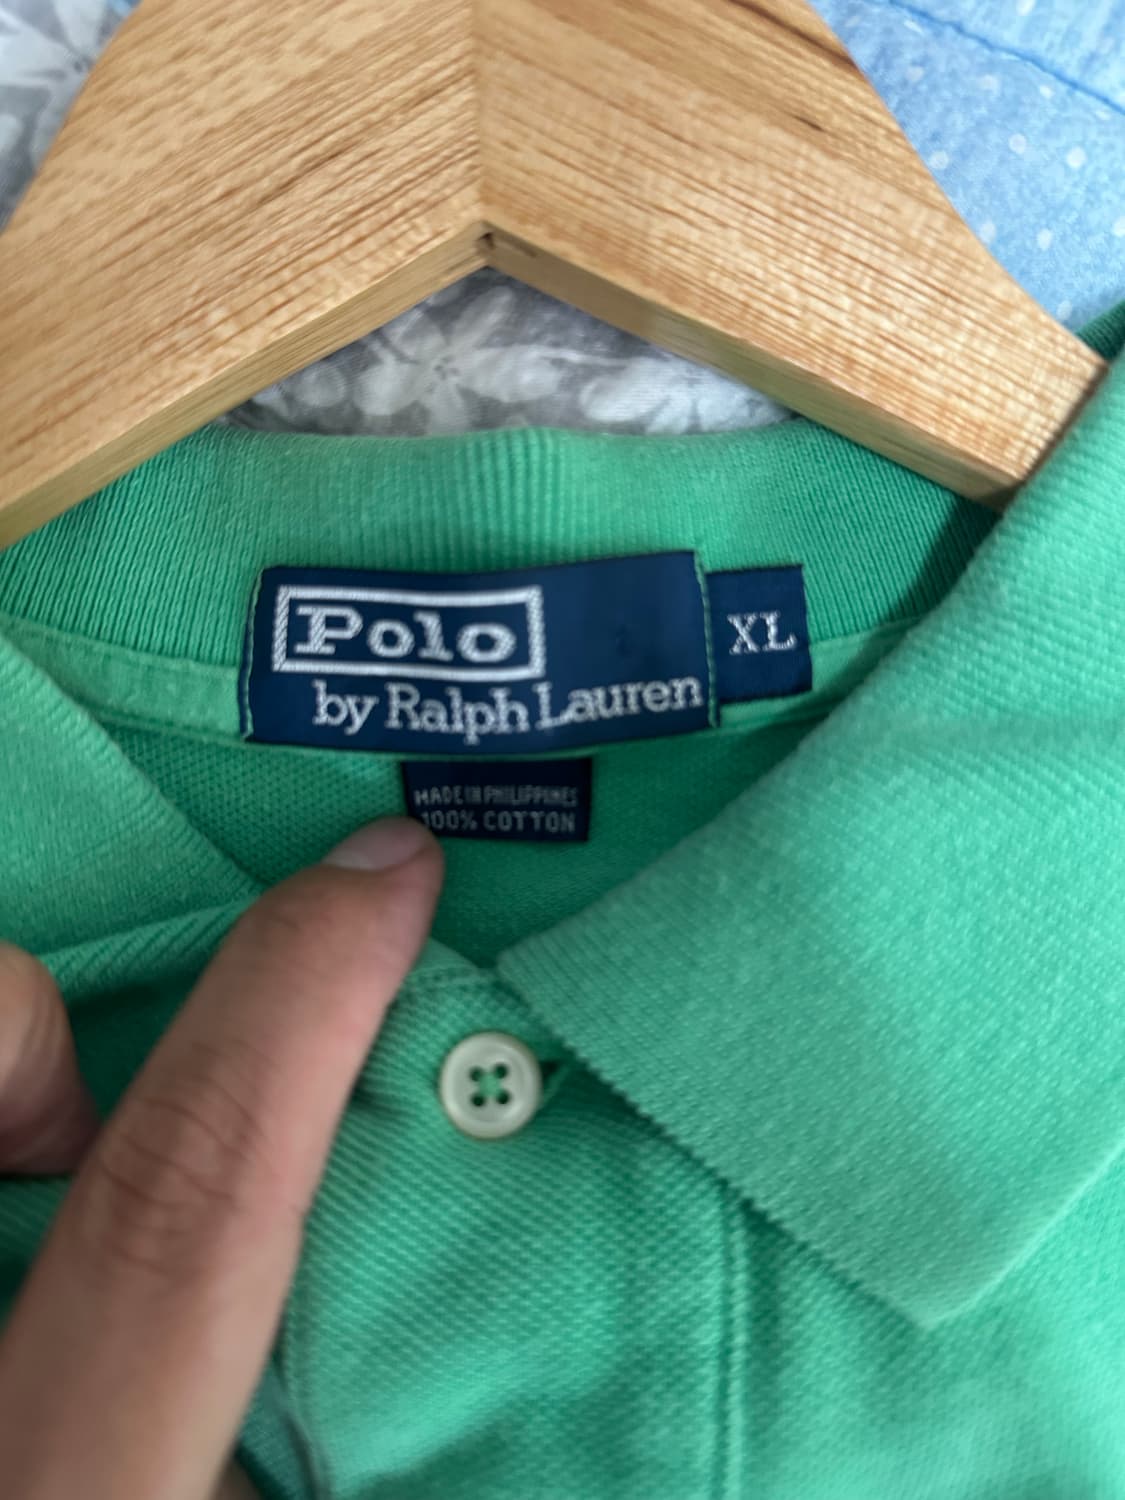 Polo
by Ralph Lauren
XL
MADE IN PHILIPPINES
100% COTTON